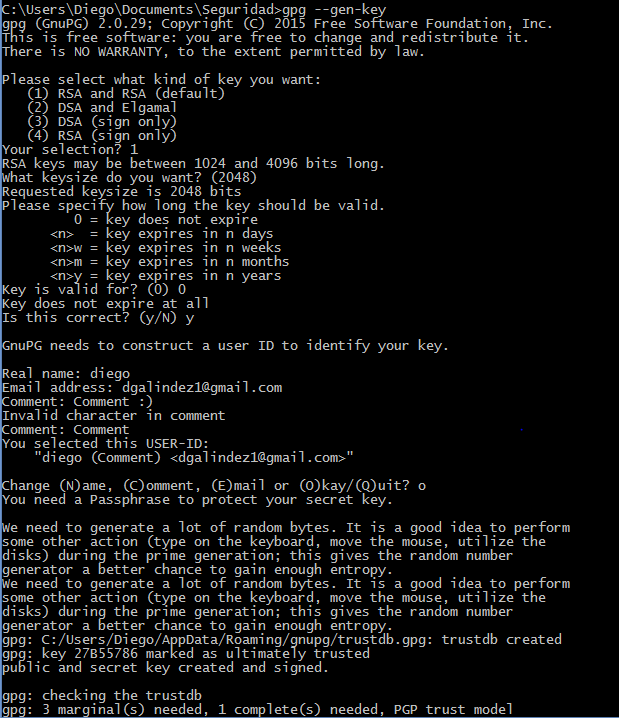 C:\Users\Diego\Documents\Seguridad>gpg --gen-key
gpg (GnuPG) 2.0.29; Copyright (C) 2015 Free Software Foundation, Inc.
This is free software: you are free to change and redistribute it.
There is NO WARRANTY, to the extent permitted by law.

Please select what kind of key you want:
   (1) RSA and RSA (default)
   (2) DSA and Elgamal
   (3) DSA (sign only)
   (4) RSA (sign only)
Your selection? 1
RSA keys may be between 1024 and 4096 bits long.
What keysize do you want? (2048)
Requested keysize is 2048 bits
Please specify how long the key should be valid.
         0 = key does not expire
      <n>  = key expires in n days
      <n>w = key expires in n weeks
      <n>m = key expires in n months
      <n>y = key expires in n years
Key is valid for? (0) 0
Key does not expire at all
Is this correct? (y/N) y

GnuPG needs to construct a user ID to identify your key.

Real name: diego
Email address: dgalindez1@gmail.com
Comment: Comment :)
Invalid character in comment
Comment: Comment
You selected this USER-ID:
    "diego (Comment) <dgalindez1@gmail.com>"

Change (N)ame, (C)omment, (E)mail or (O)kay/(Q)uit? o
You need a Passphrase to protect your secret key.

We need to generate a lot of random bytes. It is a good idea to perform
some other action (type on the keyboard, move the mouse, utilize the
disks) during the prime generation; this gives the random number
generator a better chance to gain enough entropy.
We need to generate a lot of random bytes. It is a good idea to perform
some other action (type on the keyboard, move the mouse, utilize the
disks) during the prime generation; this gives the random number
generator a better chance to gain enough entropy.
gpg: C:/Users/Diego/AppData/Roaming/gnupg/trustdb.gpg: trustdb created
gpg: key 27B55786 marked as ultimately trusted
public and secret key created and signed.

gpg: checking the trustdb
gpg: 3 marginal(s) needed, 1 complete(s) needed, PGP trust model